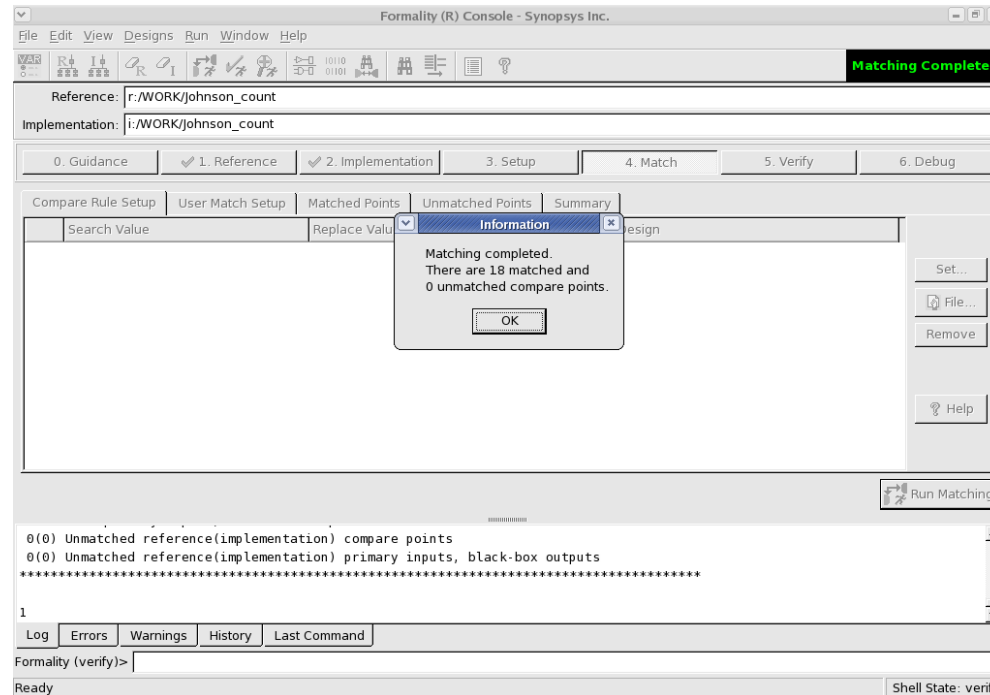 Formality (R) Console - Synopsys Inc.
File Edit View Designs Run Window Help
Matching Complete
Reference: r:/WORK/Johnson_count
Implementation: i:/WORK/Johnson_count
0. Guidance 1. Reference 2. Implementation 3. Setup 4. Match 5. Verify 6. Debug
Compare Rule Setup User Match Setup Matched Points Unmatched Points Summary
Search Value Replace Valu
Information
Matching completed.
There are 18 matched and
0 unmatched compare points.
OK
Set...
File...
Remove
Help
Run Matching
0(0) Unmatched reference(implementation) compare points
0(0) Unmatched reference(implementation) primary inputs, black-box outputs
****************************************************************************************
1
Log Errors Warnings History Last Command
Formality (verify)>
Ready Shell State: veri